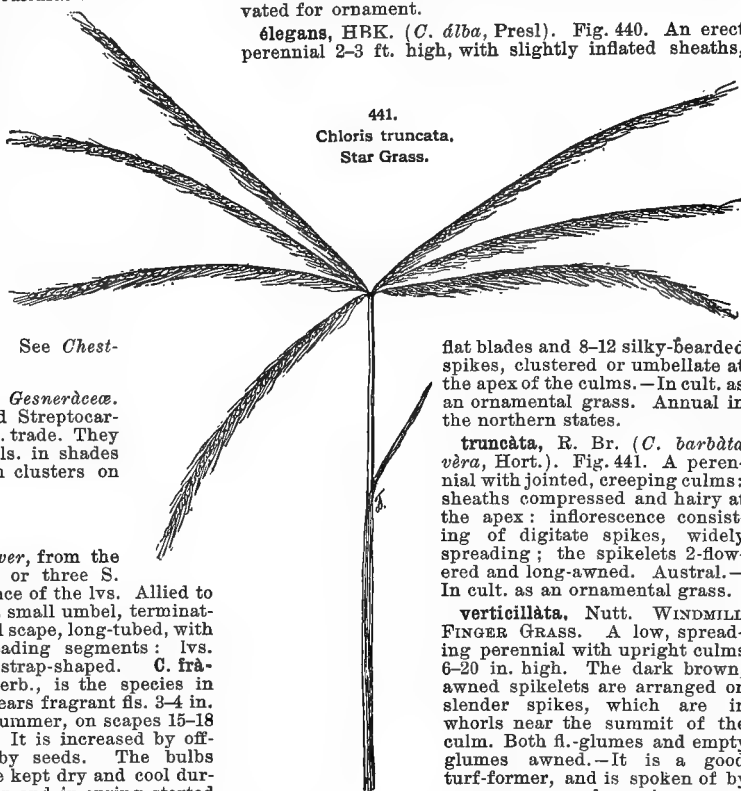 vated for ornament.
élegans, HBK. (C. álba, Presl). Fig. 440. An erect
perennial 2–3 ft. high, with slightly inflated sheaths,
441.
Chloris truncata.
Star Grass.
See Chest-
Gesneràceæ.
Streptocar-
trade. They
in shades
clusters on
from the
or three S.
of the lvs. Allied to
small umbel, terminat-
scape, long-tubed, with
segments: lvs.
strap-shaped. C. frà-
is the species in
fragrant fls. 3–4 in.
on scapes 15–18
It is increased by off-
by seeds. The bulbs
kept dry and cool dur-
flat blades and 8–12 silky-bearded
spikes, clustered or umbellate at
the apex of the culms.—In cult. as
an ornamental grass. Annual in
the northern states.
truncàta, R. Br. (C. barbàta
vèra, Hort.). Fig. 441. A peren-
nial with jointed, creeping culms:
sheaths compressed and hairy at
the apex: inflorescence consist-
ing of digitate spikes, widely
spreading; the spikelets 2-flow-
ered and long-awned. Austral.—
In cult. as an ornamental grass.
verticillàta, Nutt. WINDMILL
FINGER GRASS. A low, spread-
ing perennial with upright culms
6–20 in. high. The dark brown,
awned spikelets are arranged on
slender spikes, which are in
whorls near the summit of the
culm. Both fl.-glumes and empty
glumes awned.—It is a good
turf-former, and is spoken of by